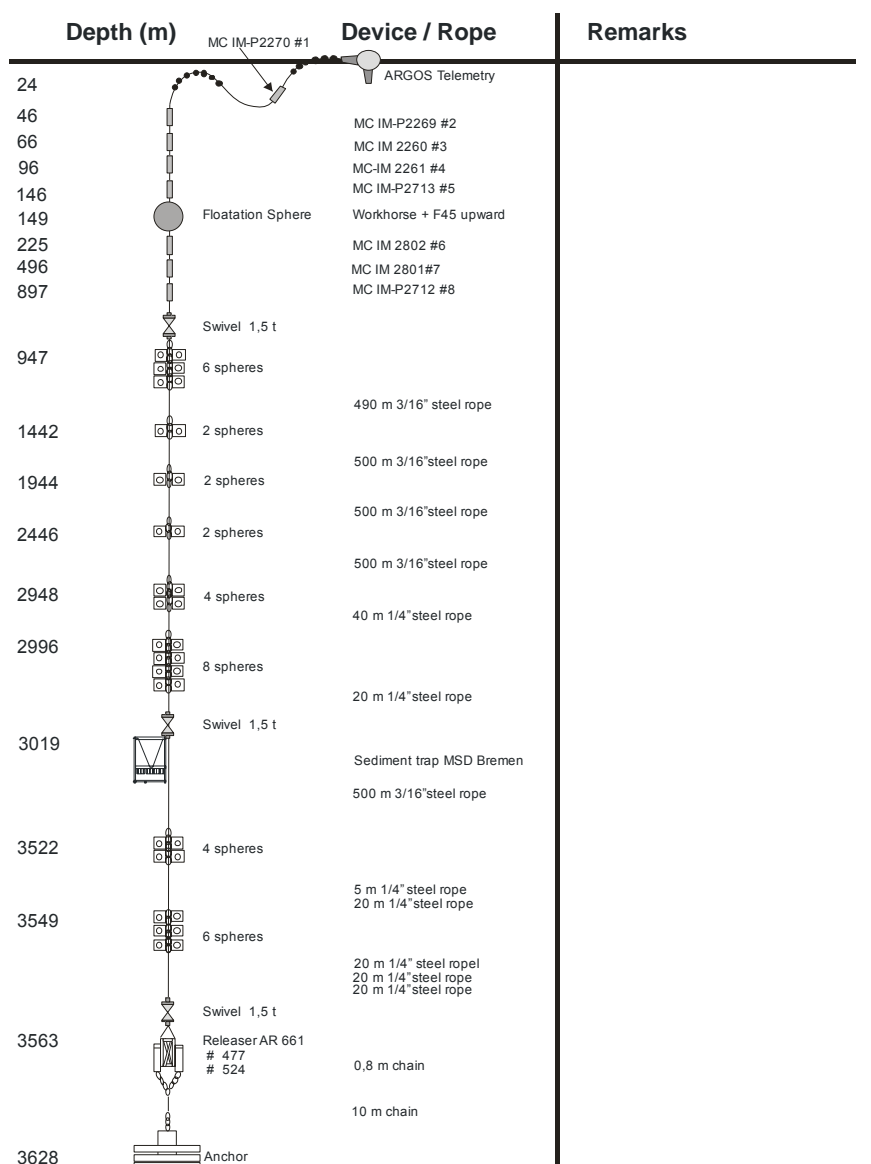 Depth (m) Device / Rope Remarks
MC IM-P2270 #1
24 ARGOS Telemetry
46 MC IM-P2269 #2
66 MC IM 2260 #3
96 MC-IM 2261 #4
146 MC IM-P2713 #5
149 Floatation Sphere Workhorse + F45 upward
225 MC IM 2802 #6
496 MC IM 2801#7
897 MC IM-P2712 #8
Swivel 1,5 t
947 6 spheres
490 m 3/16” steel rope
1442 2 spheres
500 m 3/16”steel rope
1944 2 spheres
500 m 3/16”steel rope
2446 2 spheres
500 m 3/16”steel rope
2948 4 spheres
40 m 1/4”steel rope
2996 8 spheres
20 m 1/4”steel rope
Swivel 1,5 t
3019
Sediment trap MSD Bremen
500 m 3/16”steel rope
3522 4 spheres
5 m 1/4” steel rope
20 m 1/4”steel rope
3549 6 spheres
20 m 1/4” steel ropel
20 m 1/4”steel rope
20 m 1/4”steel rope
Swivel 1,5 t
3563 Releaser AR 661
# 477
# 524 0,8 m chain
10 m chain
3628 Anchor